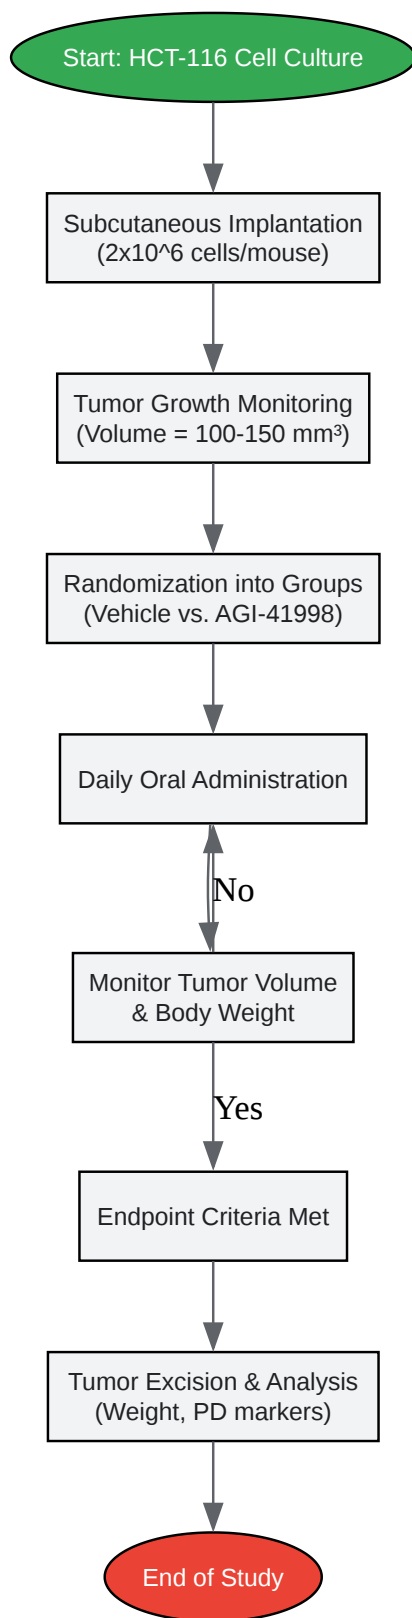 Start: HCT-116 Cell Culture
Subcutaneous Implantation
(2x10^6 cells/mouse)
Tumor Growth Monitoring
(Volume = 100-150 mm³)
Randomization into Groups
(Vehicle vs. AGI-41998)
Daily Oral Administration
No
Monitor Tumor Volume
& Body Weight
Yes
Endpoint Criteria Met
Tumor Excision & Analysis
(Weight, PD markers)
End of Study